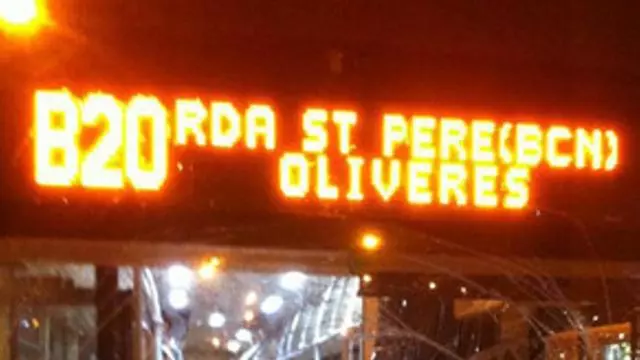 B20 RDA ST PERE(BCN)
OLIVERES